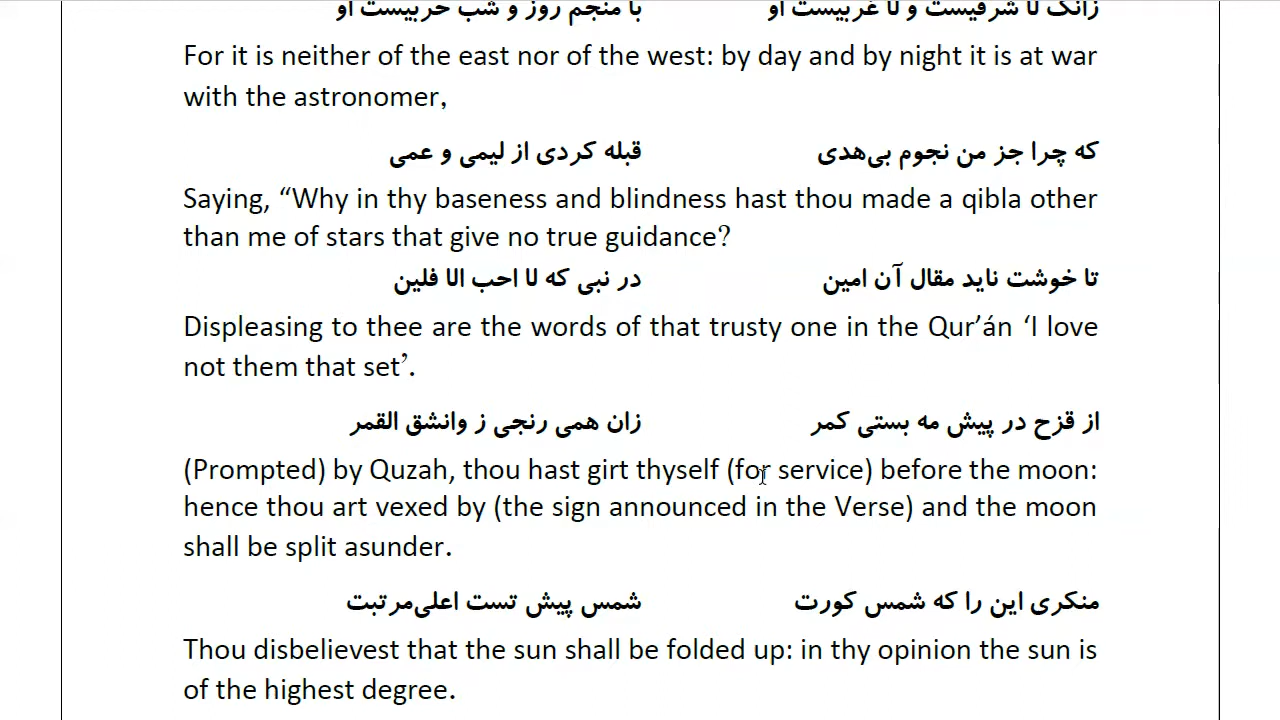 زانک لا شرقیست و لا غربیست او با منجم روز و شب حربیست او
For it is neither of the east nor of the west: by day and by night it is at war
with the astronomer,
که چرا جز من نجوم بی‌هدی قبله کردی از لیمی و عمی
Saying, “Why in thy baseness and blindness hast thou made a qibla other
than me of stars that give no true guidance?
تا خوشت ناید مقال آن امین در نبی که لا احب الا فلین
Displeasing to thee are the words of that trusty one in the Qur’án ‘I love
not them that set’.
از قزح در پیش مه بستی کمر زان همی رنجی ز وانشق القمر
(Prompted) by Quzah, thou hast girt thyself (for service) before the moon:
hence thou art vexed by (the sign announced in the Verse) and the moon
shall be split asunder.
منکری این را که شمس کورت شمس پیش تست اعلی‌مرتبت
Thou disbelievest that the sun shall be folded up: in thy opinion the sun is
of the highest degree.